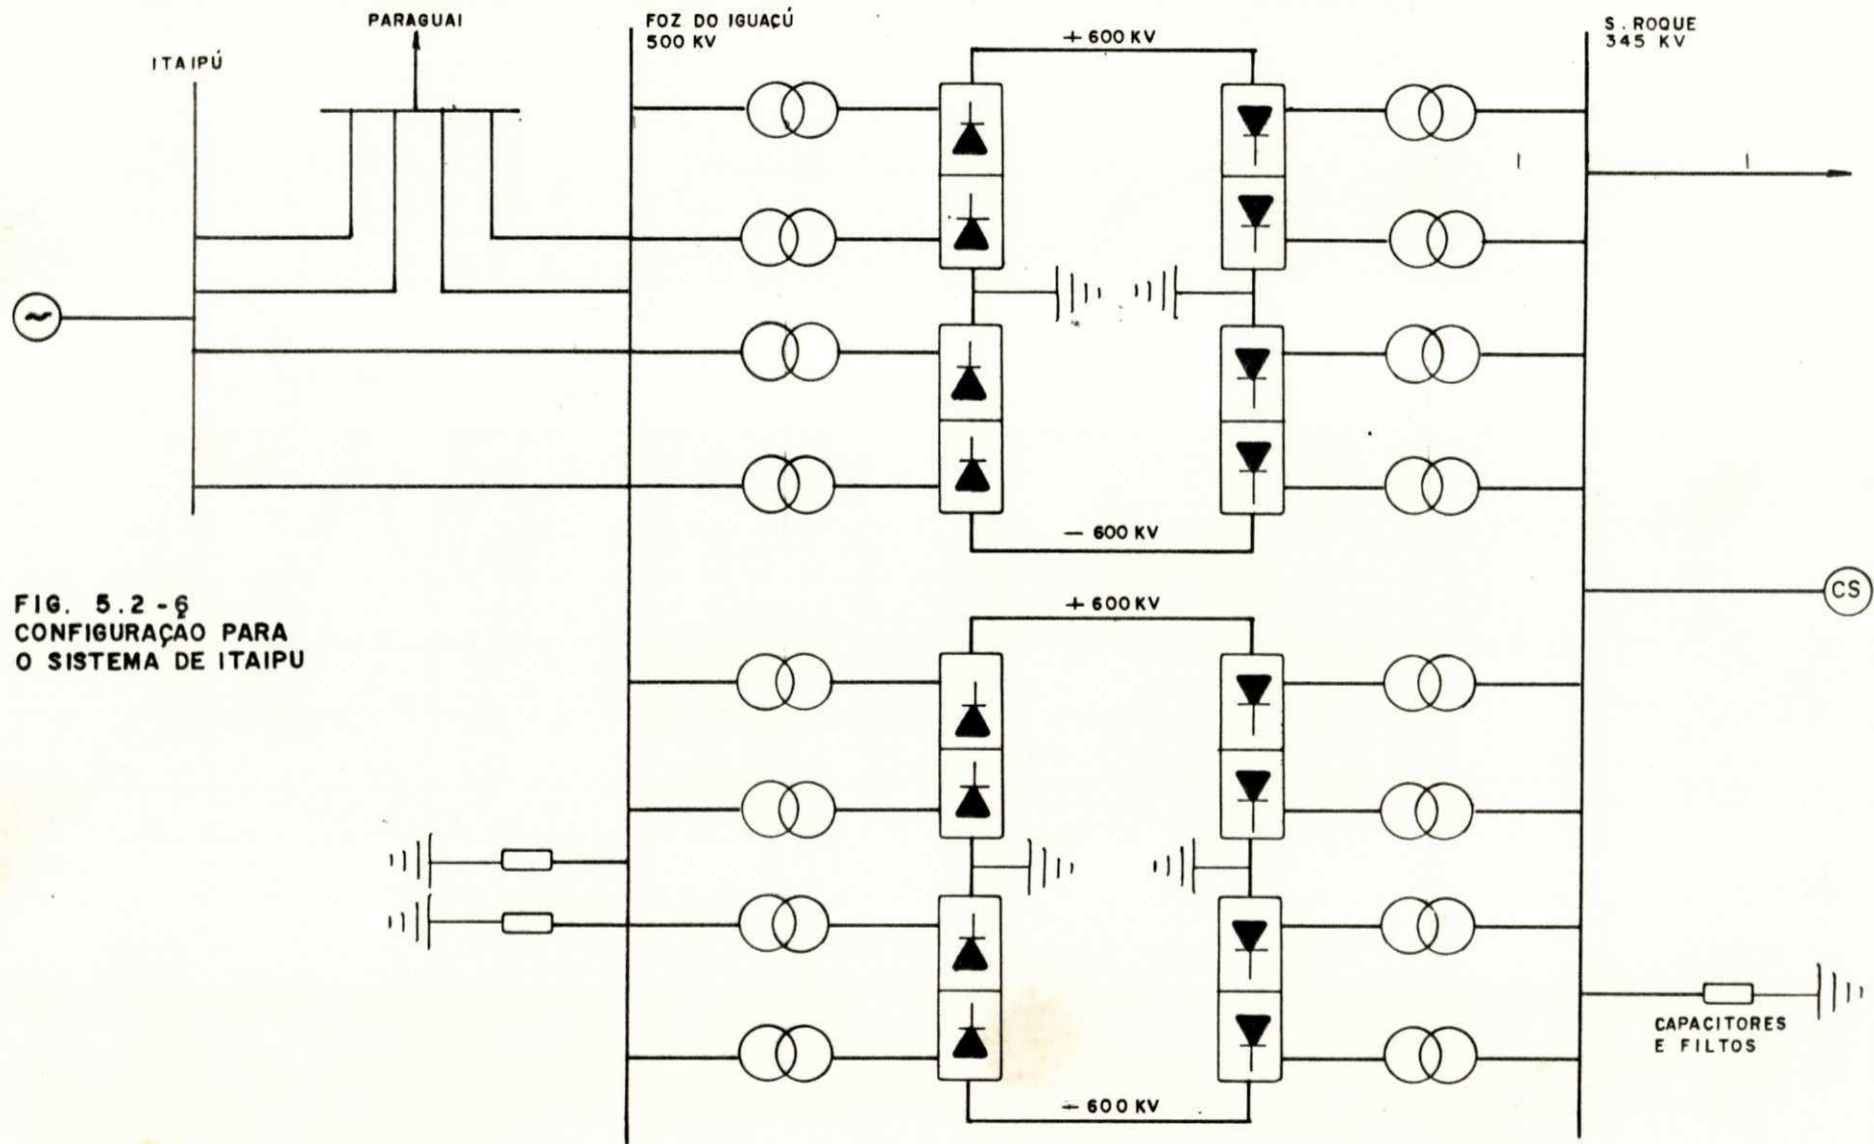 PARAGUAI
FOZ DO IGUAÇÚ
500 KV
S. ROQUE
345 KV
ITAIPÚ
+ 600 KV
− 600 KV
CS
FIG. 5.2-6
CONFIGURAÇÃO PARA
O SISTEMA DE ITAIPU
+ 600 KV
− 600 KV
CAPACITORES
E FILTOS